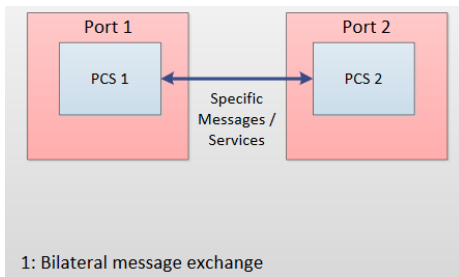 Port 1
Port 2
PCS 1
PCS 2
Specific
Messages /
Services
1: Bilateral message exchange